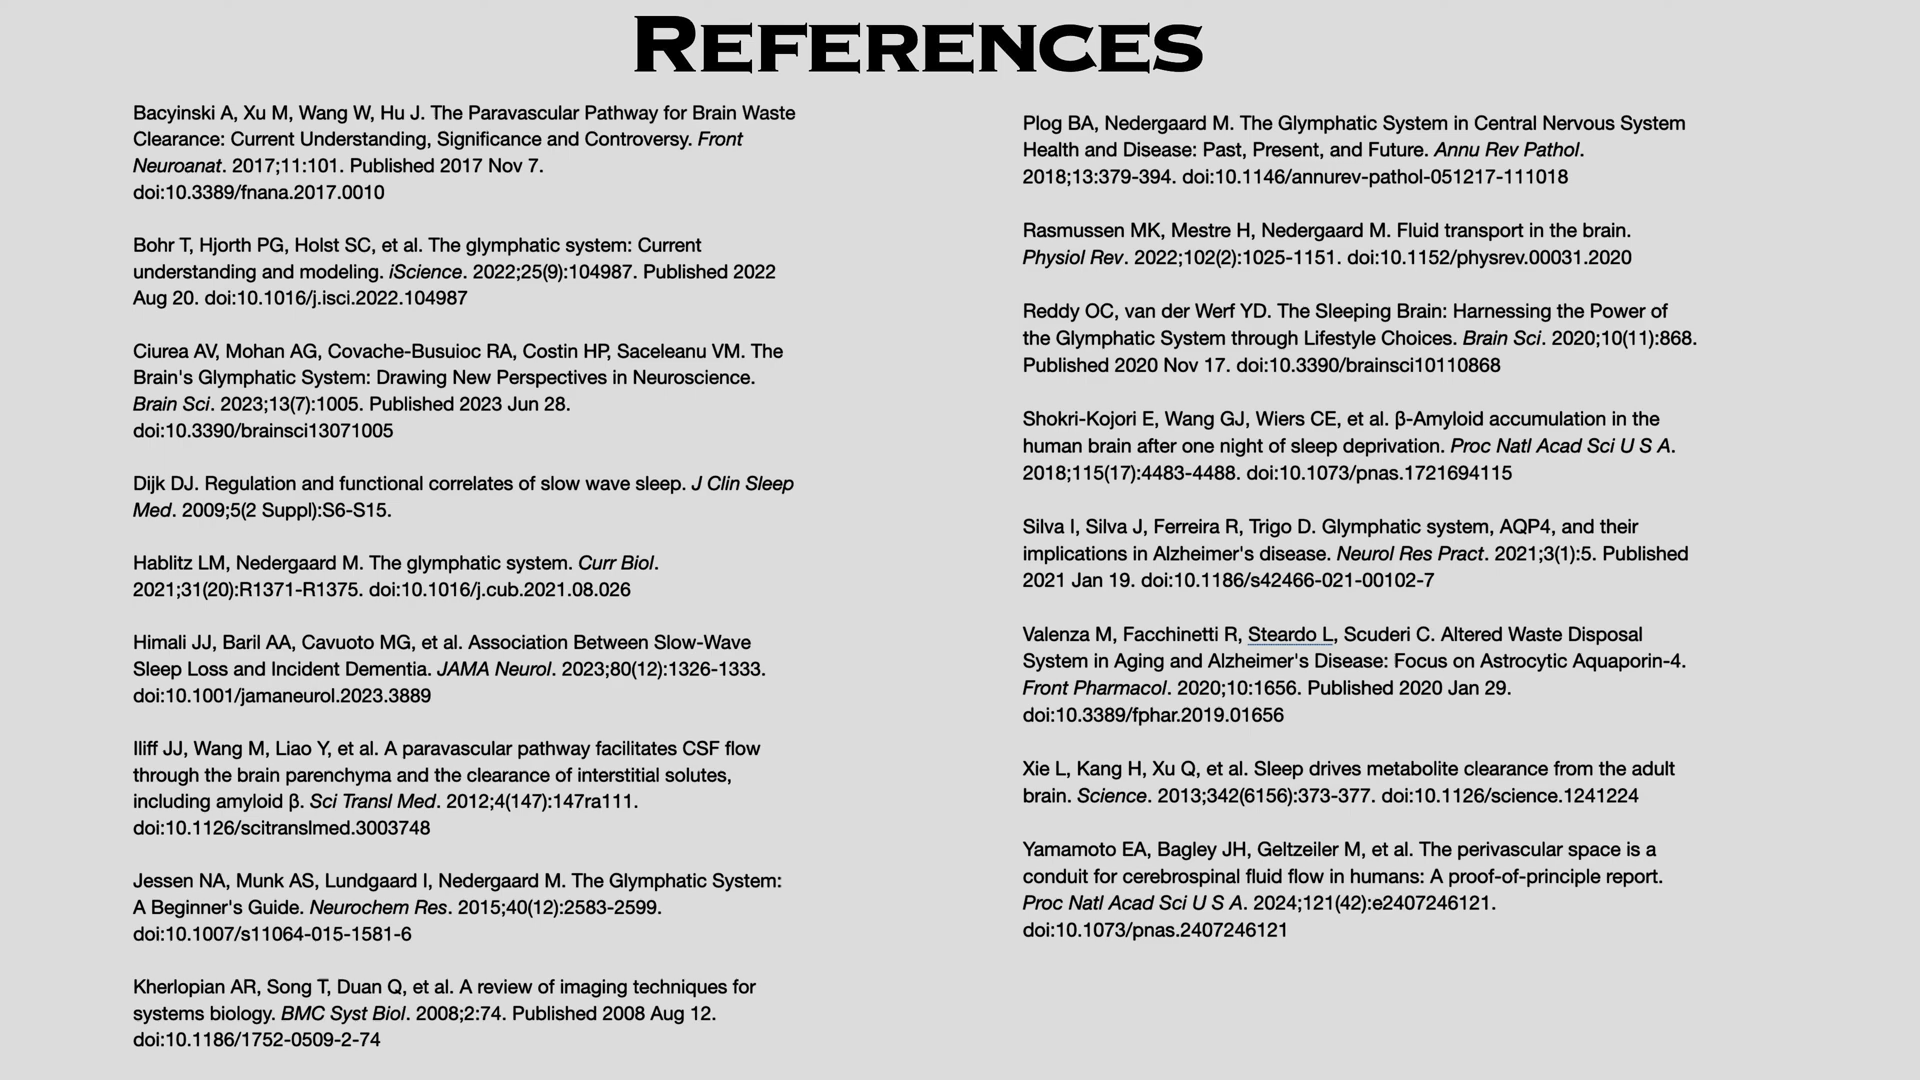 REFERENCES
Bacyinski A, Xu M, Wang W, Hu J. The Paravascular Pathway for Brain Waste
Clearance: Current Understanding, Significance and Controversy. Front
Neuroanat. 2017;11:101. Published 2017 Nov 7.
doi:10.3389/fnana.2017.0010
Bohr T, Hjorth PG, Holst SC, et al. The glymphatic system: Current
understanding and modeling. iScience. 2022;25(9):104987. Published 2022
Aug 20. doi:10.1016/j.isci.2022.104987
Ciurea AV, Mohan AG, Covache-Busuioc RA, Costin HP, Saceleanu VM. The
Brain's Glymphatic System: Drawing New Perspectives in Neuroscience.
Brain Sci. 2023;13(7):1005. Published 2023 Jun 28.
doi:10.3390/brainsci13071005
Dijk DJ. Regulation and functional correlates of slow wave sleep. J Clin Sleep
Med. 2009;5(2 Suppl):S6-S15.
Hablitz LM, Nedergaard M. The glymphatic system. Curr Biol.
2021;31(20):R1371-R1375. doi:10.1016/j.cub.2021.08.026
Himali JJ, Baril AA, Cavuoto MG, et al. Association Between Slow-Wave
Sleep Loss and Incident Dementia. JAMA Neurol. 2023;80(12):1326-1333.
doi:10.1001/jamaneurol.2023.3889
Iliff JJ, Wang M, Liao Y, et al. A paravascular pathway facilitates CSF flow
through the brain parenchyma and the clearance of interstitial solutes,
including amyloid β. Sci Transl Med. 2012;4(147):147ra111.
doi:10.1126/scitranslmed.3003748
Jessen NA, Munk AS, Lundgaard I, Nedergaard M. The Glymphatic System:
A Beginner's Guide. Neurochem Res. 2015;40(12):2583-2599.
doi:10.1007/s11064-015-1581-6
Kherlopian AR, Song T, Duan Q, et al. A review of imaging techniques for
systems biology. BMC Syst Biol. 2008;2:74. Published 2008 Aug 12.
doi:10.1186/1752-0509-2-74
Plog BA, Nedergaard M. The Glymphatic System in Central Nervous System
Health and Disease: Past, Present, and Future. Annu Rev Pathol.
2018;13:379-394. doi:10.1146/annurev-pathol-051217-111018
Rasmussen MK, Mestre H, Nedergaard M. Fluid transport in the brain.
Physiol Rev. 2022;102(2):1025-1151. doi:10.1152/physrev.00031.2020
Reddy OC, van der Werf YD. The Sleeping Brain: Harnessing the Power of
the Glymphatic System through Lifestyle Choices. Brain Sci. 2020;10(11):868.
Published 2020 Nov 17. doi:10.3390/brainsci10110868
Shokri-Kojori E, Wang GJ, Wiers CE, et al. β-Amyloid accumulation in the
human brain after one night of sleep deprivation. Proc Natl Acad Sci U S A.
2018;115(17):4483-4488. doi:10.1073/pnas.1721694115
Silva I, Silva J, Ferreira R, Trigo D. Glymphatic system, AQP4, and their
implications in Alzheimer's disease. Neurol Res Pract. 2021;3(1):5. Published
2021 Jan 19. doi:10.1186/s42466-021-00102-7
Valenza M, Facchinetti R, Steardo L, Scuderi C. Altered Waste Disposal
System in Aging and Alzheimer's Disease: Focus on Astrocytic Aquaporin-4.
Front Pharmacol. 2020;10:1656. Published 2020 Jan 29.
doi:10.3389/fphar.2019.01656
Xie L, Kang H, Xu Q, et al. Sleep drives metabolite clearance from the adult
brain. Science. 2013;342(6156):373-377. doi:10.1126/science.1241224
Yamamoto EA, Bagley JH, Geltzeiler M, et al. The perivascular space is a
conduit for cerebrospinal fluid flow in humans: A proof-of-principle report.
Proc Natl Acad Sci U S A. 2024;121(42):e2407246121.
doi:10.1073/pnas.2407246121